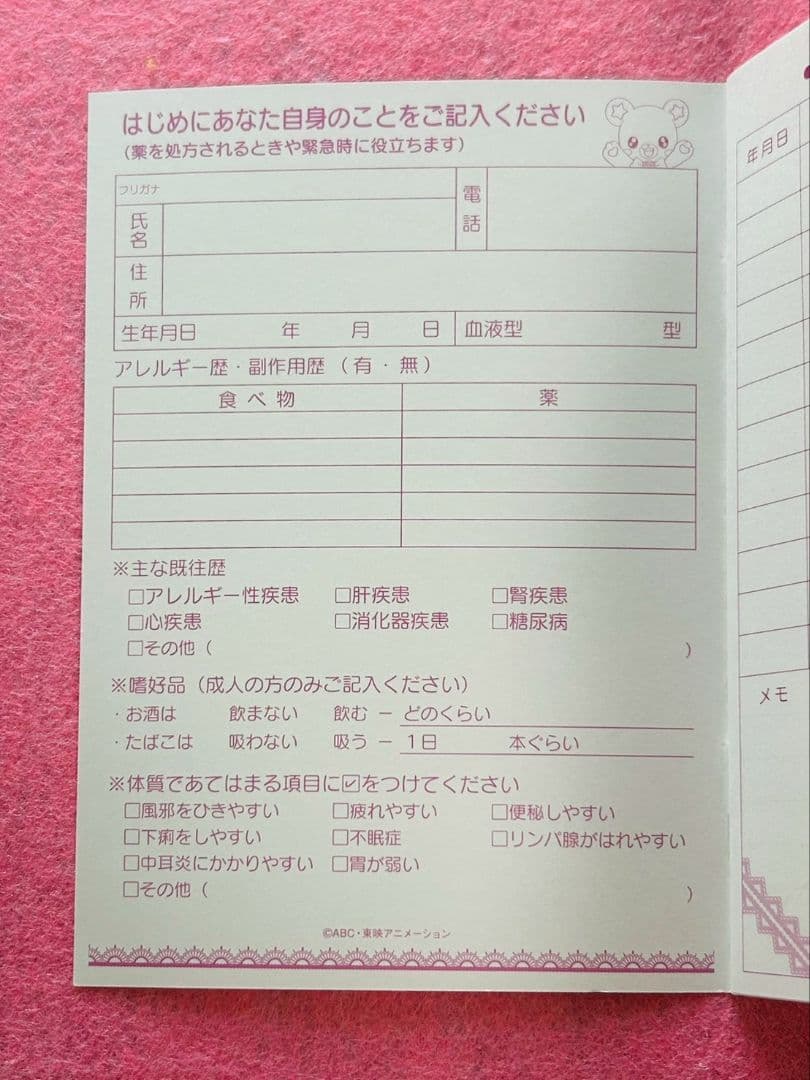 はじめにあなた自身のことをご記入ください
（薬を処方されるときや緊急時に役立ちます）
フリガナ
氏名
電話
住所
生年月日 年 月 日 血液型 型
アレルギー歴・副作用歴（有・無）
食べ物 薬
※主な既往歴
□アレルギー性疾患 □肝疾患 □腎疾患
□心疾患 □消化器疾患 □糖尿病
□その他（ ）
※嗜好品（成人の方のみご記入ください）
・お酒は 飲まない 飲む − どのくらい
・たばこは 吸わない 吸う − 1日 本ぐらい
※体質であてはまる項目に☑をつけてください
□風邪をひきやすい □疲れやすい □便秘しやすい
□下痢をしやすい □不眠症 □リンパ腺がはれやすい
□中耳炎にかかりやすい □胃が弱い
□その他（ ）
©ABC・東映アニメーション
年月日
メモ